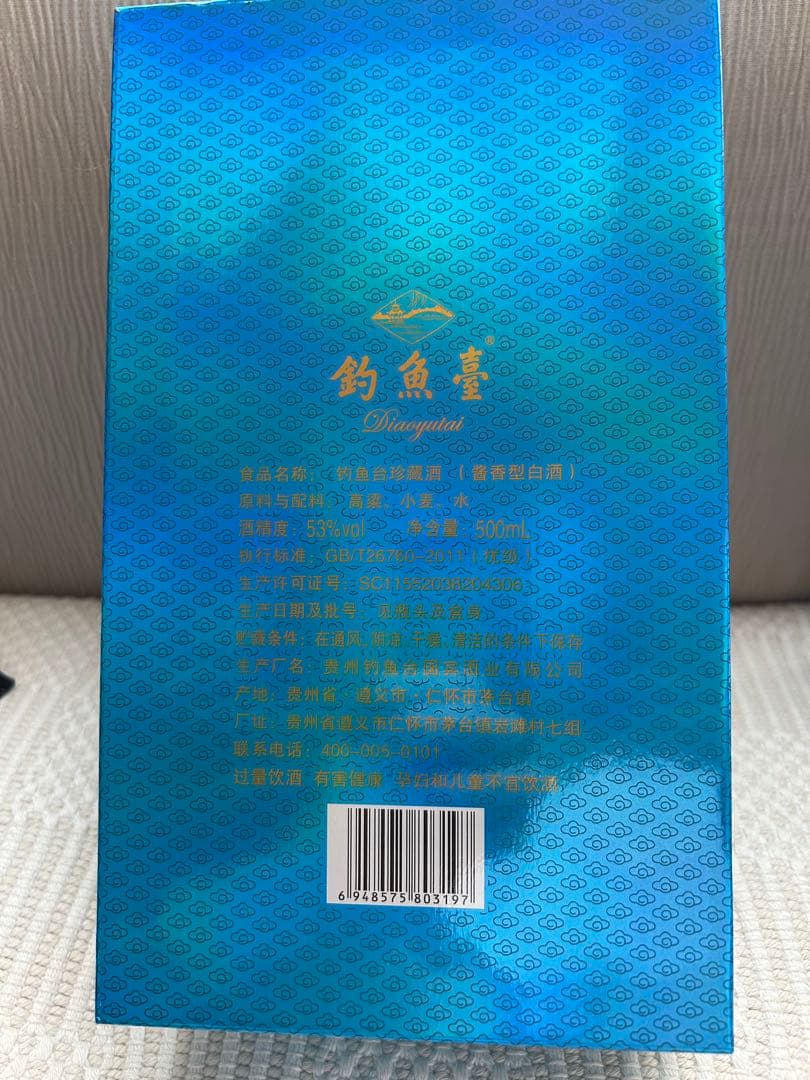 釣魚臺®
Diaoyutai
食品名称：钓鱼台珍藏酒（酱香型白酒）
原料与配料：高粱、小麦、水
酒精度：53%vol 净含量：500mL
执行标准：GB/T26760-2011（优级）
生产许可证号：SC11552038204306
生产日期及批号：见瓶头及盒身
贮藏条件：在通风、阴凉、干燥、清洁的条件下保存
生产厂名：贵州钓鱼台国宾酒业有限公司
产地：贵州省·遵义市·仁怀市茅台镇
厂址：贵州省遵义市仁怀市茅台镇岩滩村七组
联系电话：400-005-0101
过量饮酒 有害健康 孕妇和儿童不宜饮酒
6 948575 803197